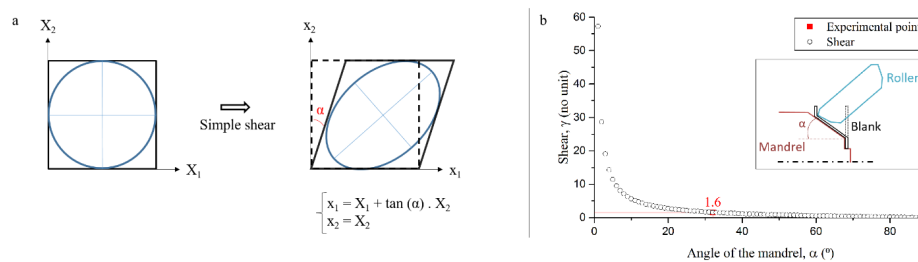 a
X₂
X₁
Simple shear
x₂
α
x₁
x₁ = X₁ + tan (α) . X₂
x₂ = X₂
b
Shear, γ (no unit)
60
50
40
30
20
10
0
0 20 40 60 80
Angle of the mandrel, α (º)
1.6
Experimental point
Shear
Roller
Blank
α
Mandrel